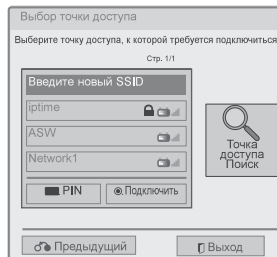 Выбор точки доступа
Выберите точку доступа, к которой требуется подключиться
Стр. 1/1
Введите новый SSID
iptime
ASW
Network1
PIN
Подключить
Точка
доступа
Поиск
Предыдущий
Выход